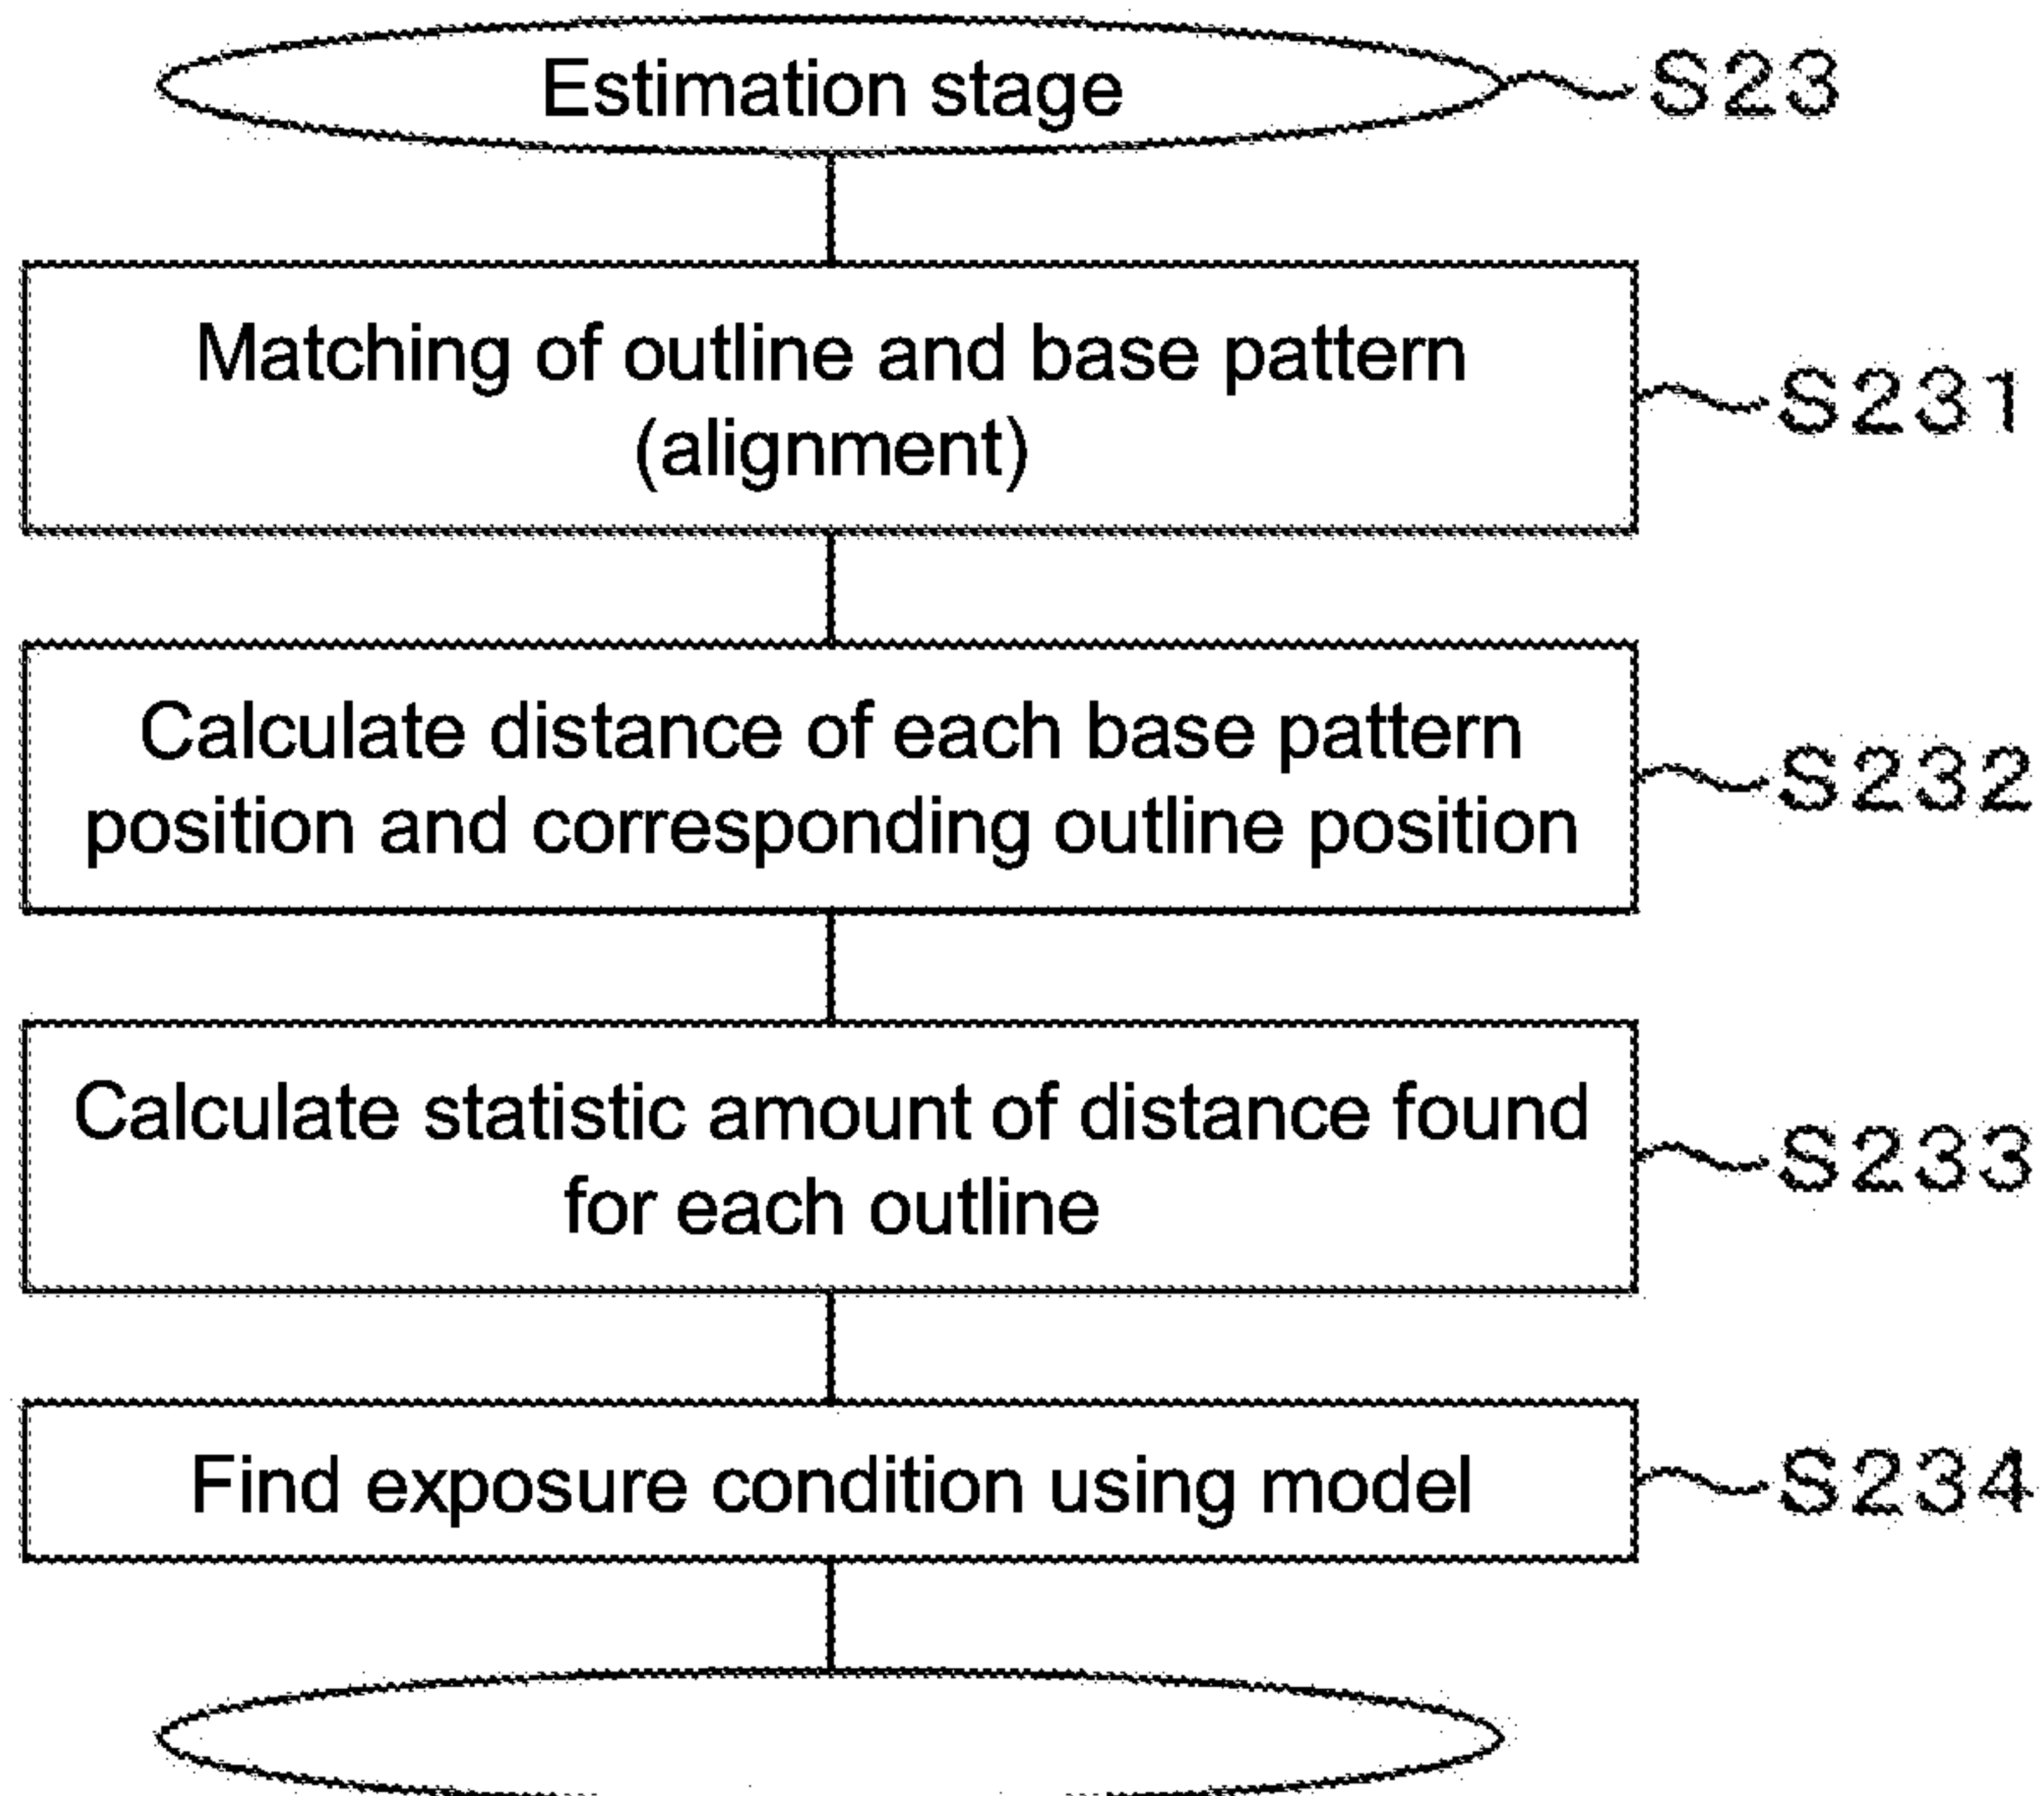 Estimation stage
S23
Matching of outline and base pattern
(alignment)
S231
Calculate distance of each base pattern
position and corresponding outline position
S232
Calculate statistic amount of distance found
for each outline
S233
Find exposure condition using model
S234